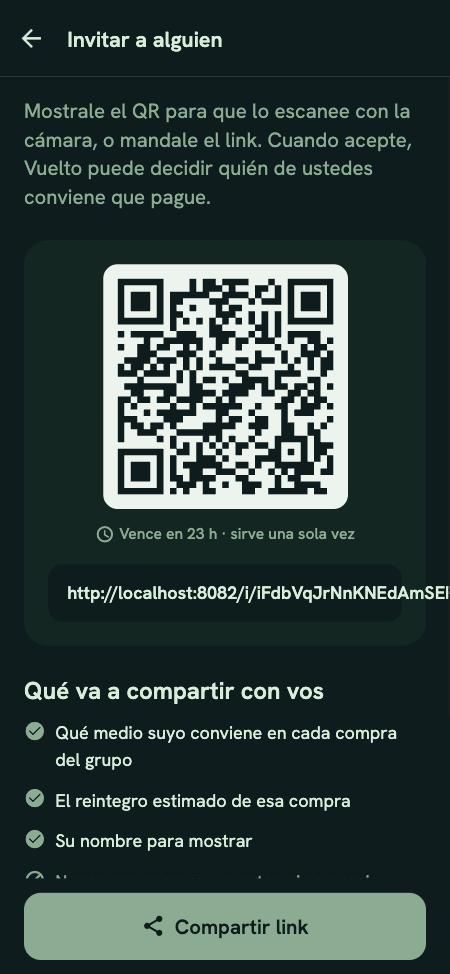 Invitar a alguien
Mostrale el QR para que lo escanee con la
cámara, o mandale el link. Cuando acepte,
Vuelto puede decidir quién de ustedes
conviene que pague.
Vence en 23 h · sirve una sola vez
http://localhost:8082/i/iFdbVqJrNnKNEdAmSE
Qué va a compartir con vos
Qué medio suyo conviene en cada compra
del grupo
El reintegro estimado de esa compra
Su nombre para mostrar
Compartir link